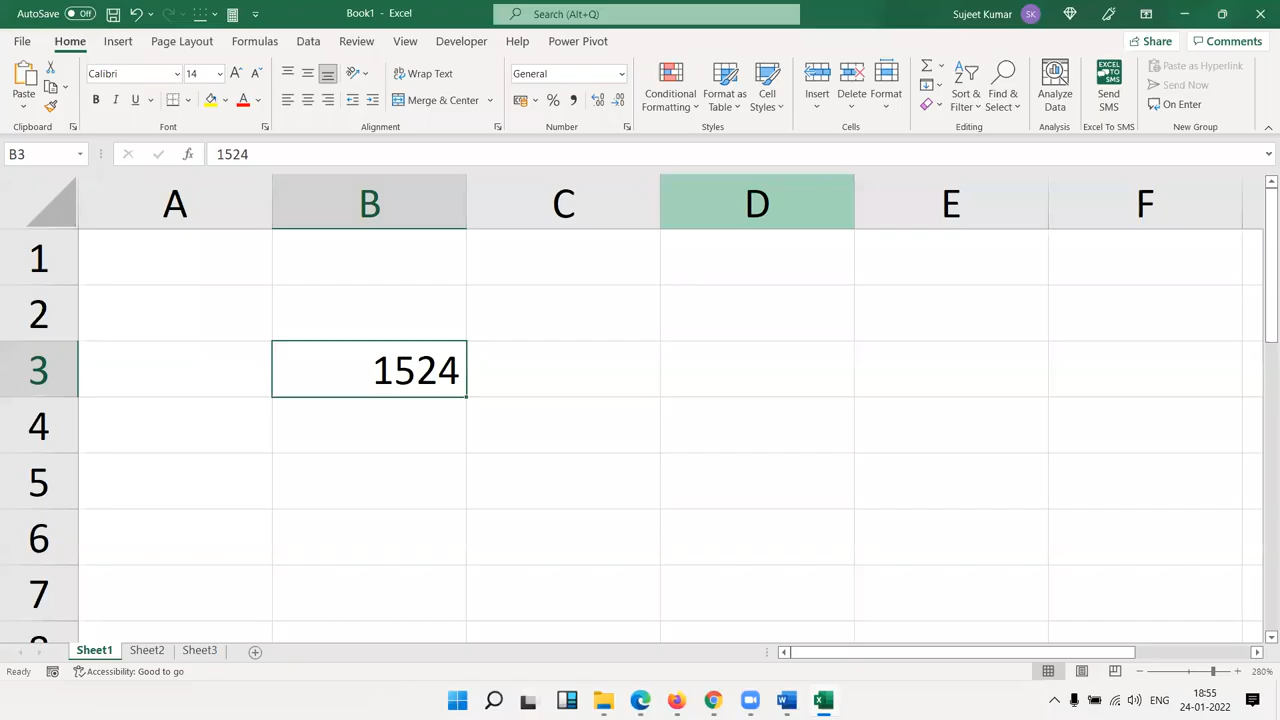 AutoSave Off Book1 - Excel Search (Alt+Q) Sujeet Kumar SK
File Home Insert Page Layout Formulas Data Review View Developer Help Power Pivot Share Comments
Paste Calibri 14 Wrap Text General Conditional Formatting Format as Table Cell Styles Insert Delete Format Sort & Filter Find & Select Analyze Data Send SMS Paste as Hyperlink
Send Now
B I U A Merge & Center % On Enter
Clipboard Font Alignment Number Styles Cells Editing Analysis Excel To SMS New Group
B3 fx 1524
A B C D E F
1
2
3 1524
4
5
6
7
Sheet1 Sheet2 Sheet3
Ready Accessibility: Good to go 280%
ENG 18:55
24-01-2022